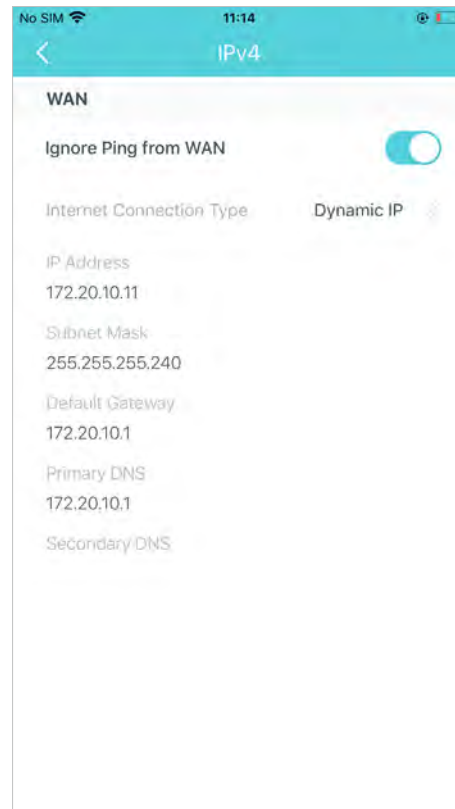 No SIM 11:14
IPv4
WAN
Ignore Ping from WAN
Internet Connection Type Dynamic IP
IP Address
172.20.10.11
Subnet Mask
255.255.255.240
Default Gateway
172.20.10.1
Primary DNS
172.20.10.1
Secondary DNS